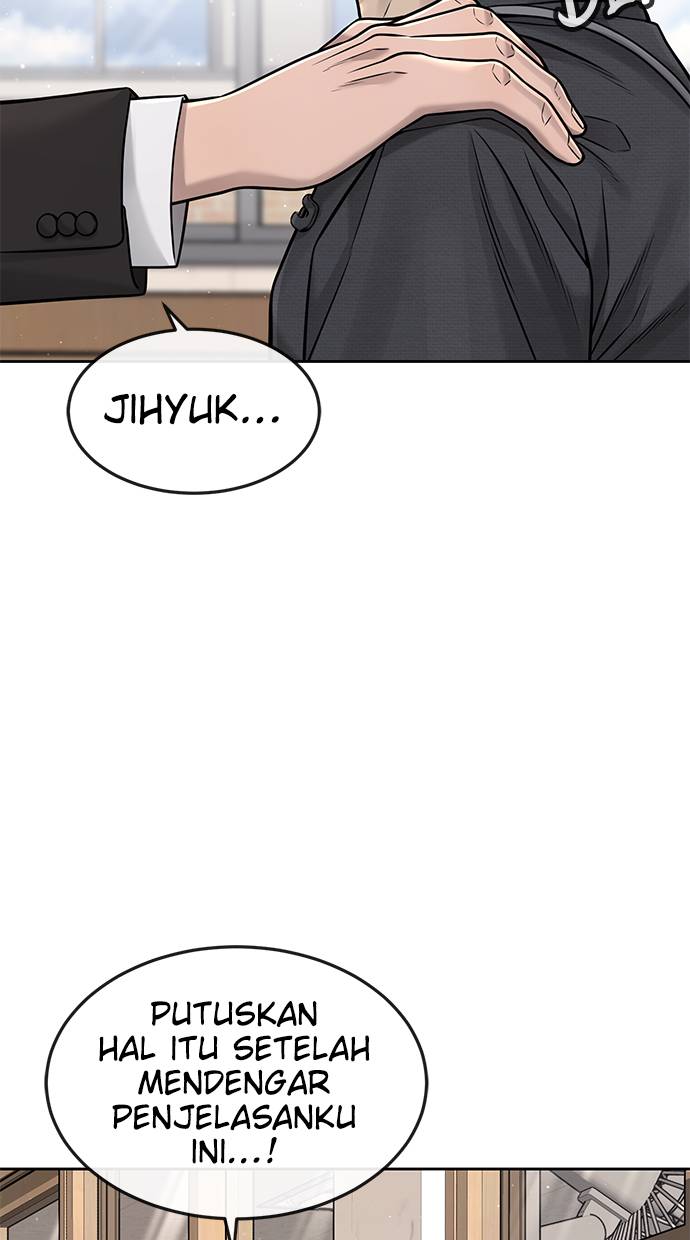 JIHYUK...
PUTUSKAN
HAL ITU SETELAH
MENDENGAR
PENJELASANKU
INI...!